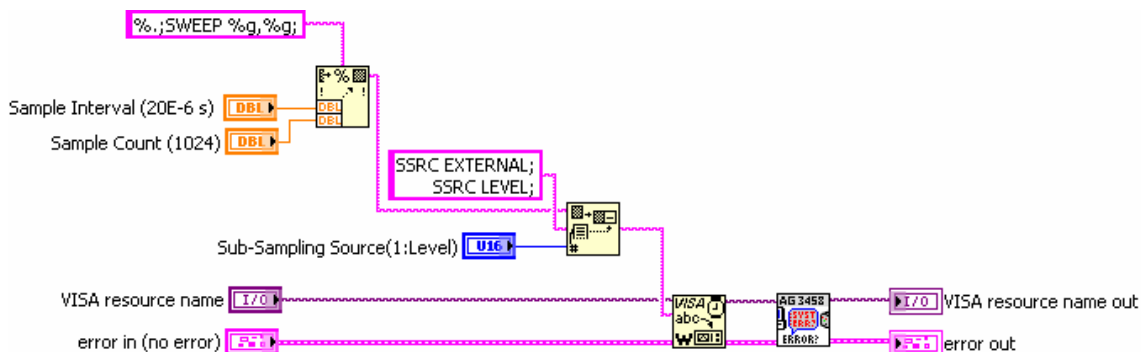 %.;SWEEP %g,%g;
%
Sample Interval (20E-6 s)
DBL
DBL
Sample Count (1024)
DBL
DBL
SSRC EXTERNAL;
SSRC LEVEL;
Sub-Sampling Source(1:Level)
U16
#
VISA resource name
I/O
VISA
abc
W
AG 3458
SYST
ERR?
ERROR?
I/O
VISA resource name out
error in (no error)
error out